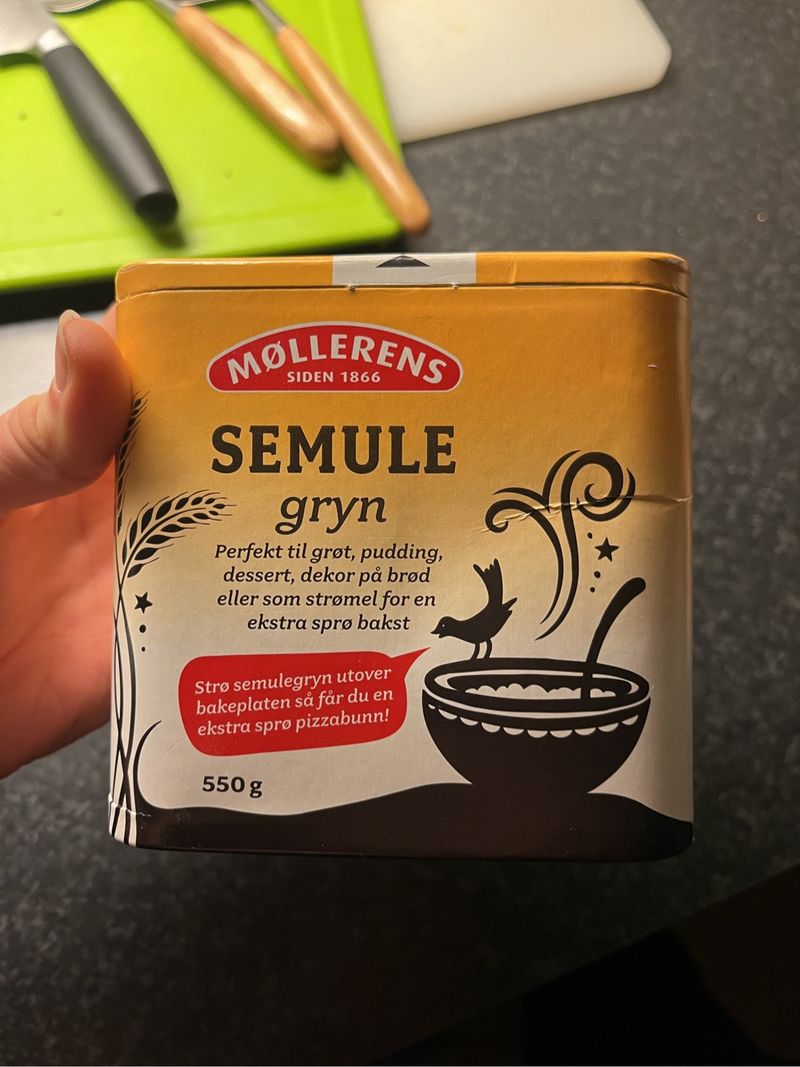 MØLLERENS
SIDEN 1866
SEMULE
gryn
Perfekt til grøt, pudding,
dessert, dekor på brød
eller som strømel for en
ekstra sprø bakst
Strø semulegryn utover
bakeplaten så får du en
ekstra sprø pizzabunn!
550 g